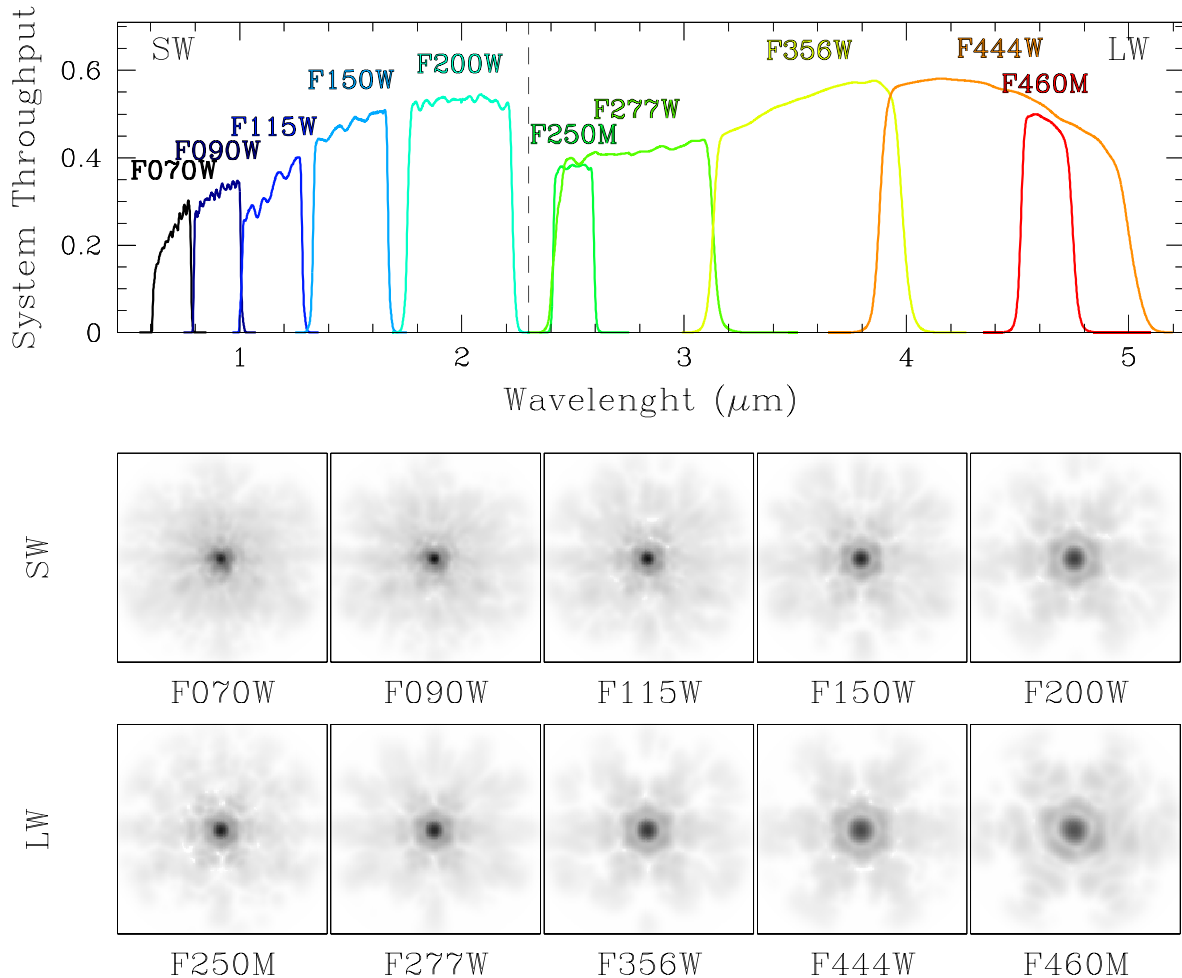 System Throughput
SW
LW
F070W
F090W
F115W
F150W
F200W
F250M
F277W
F356W
F444W
F460M
0.6
0.4
0.2
0
1 2 3 4 5
Wavelenght (μm)
SW
F070W F090W F115W F150W F200W
LW
F250M F277W F356W F444W F460M